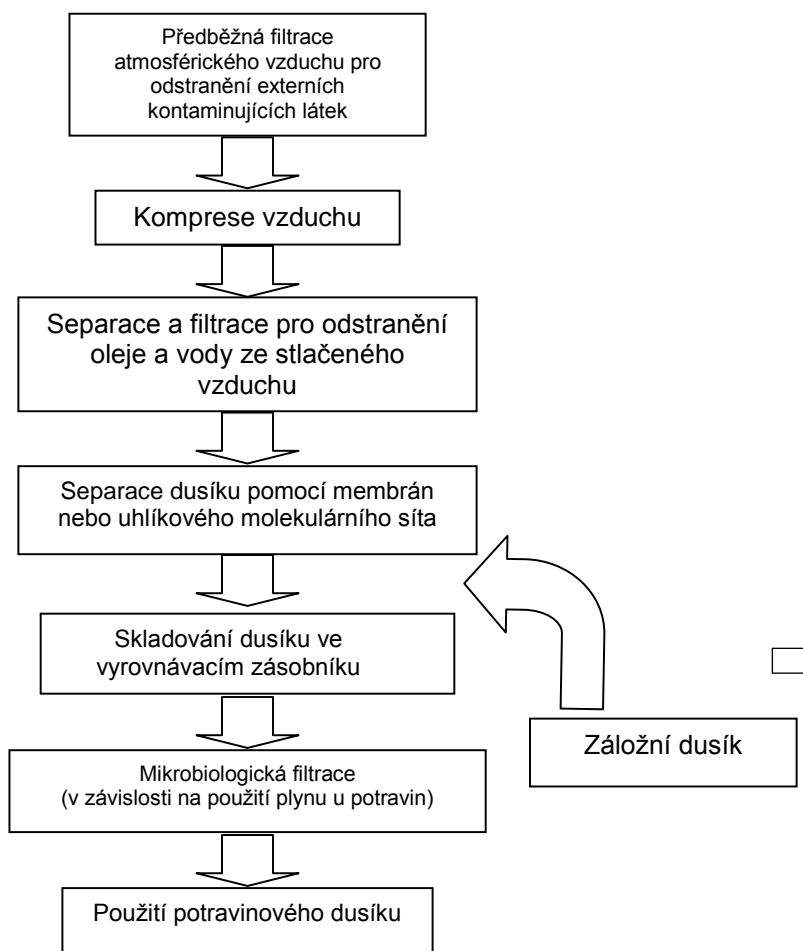 Předběžná filtrace
atmosférického vzduchu pro
odstranění externích
kontaminujících látek
Komprese vzduchu
Separace a filtrace pro odstranění
oleje a vody ze stlačeného
vzduchu
Separace dusíku pomocí membrán
nebo uhlíkového molekulárního síta
Skladování dusíku ve
vyrovnávacím zásobníku
Záložní dusík
Mikrobiologická filtrace
(v závislosti na použití plynu u potravin)
Použití potravinového dusíku